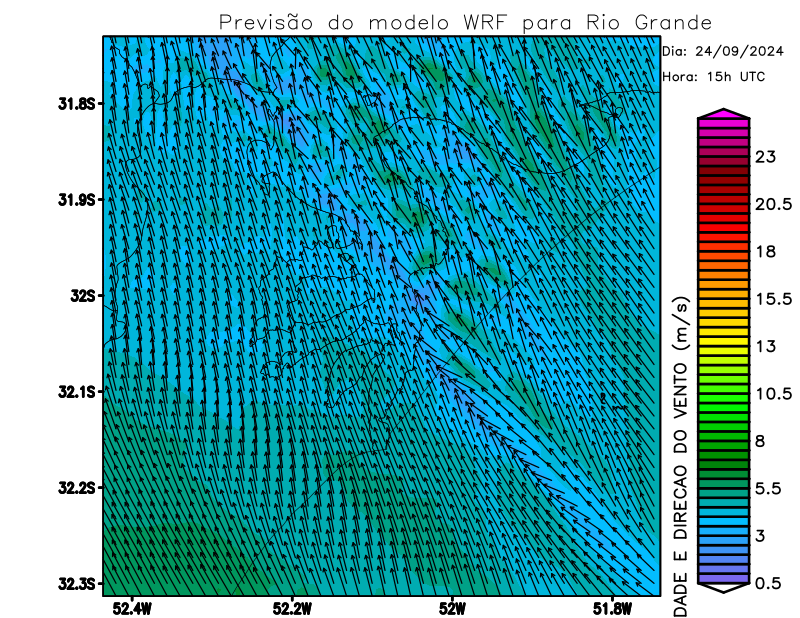 Previsão do modelo WRF para Rio Grande
Dia: 24/09/2024
Hora: 15h UTC
31.8S
31.9S
32S
32.1S
32.2S
32.3S
52.4W
52.2W
52W
51.8W
23
20.5
18
15.5
13
10.5
8
5.5
3
0.5
DADE E DIRECAO DO VENTO (m/s)